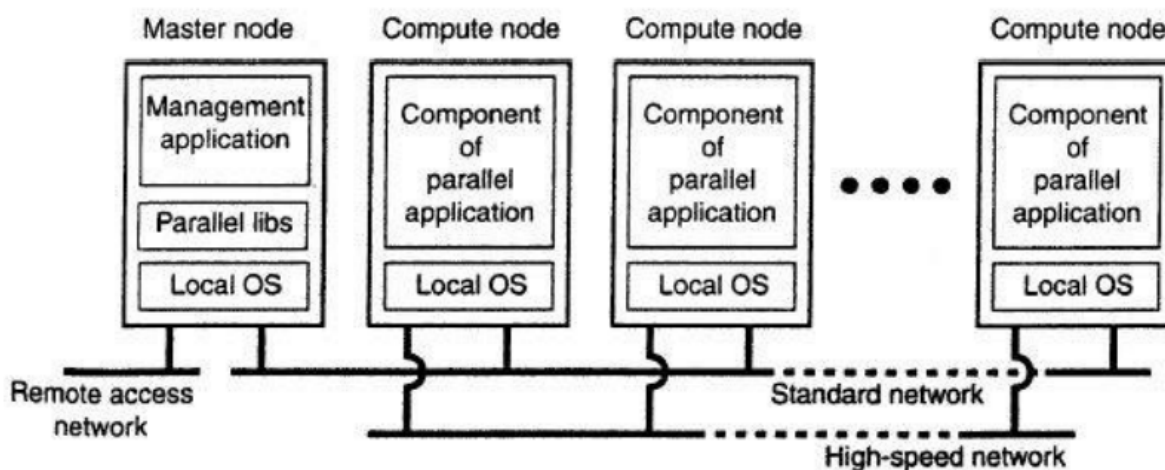 Master node
Compute node
Compute node
Compute node
Management
application
Parallel libs
Local OS
Component
of
parallel
application
Local OS
Component
of
parallel
application
Local OS
Component
of
parallel
application
Local OS
Remote access
network
Standard network
High-speed network